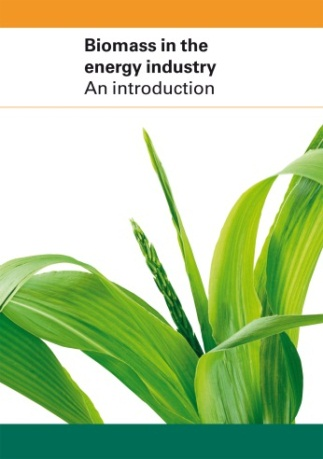 Biomass in the
energy industry
An introduction